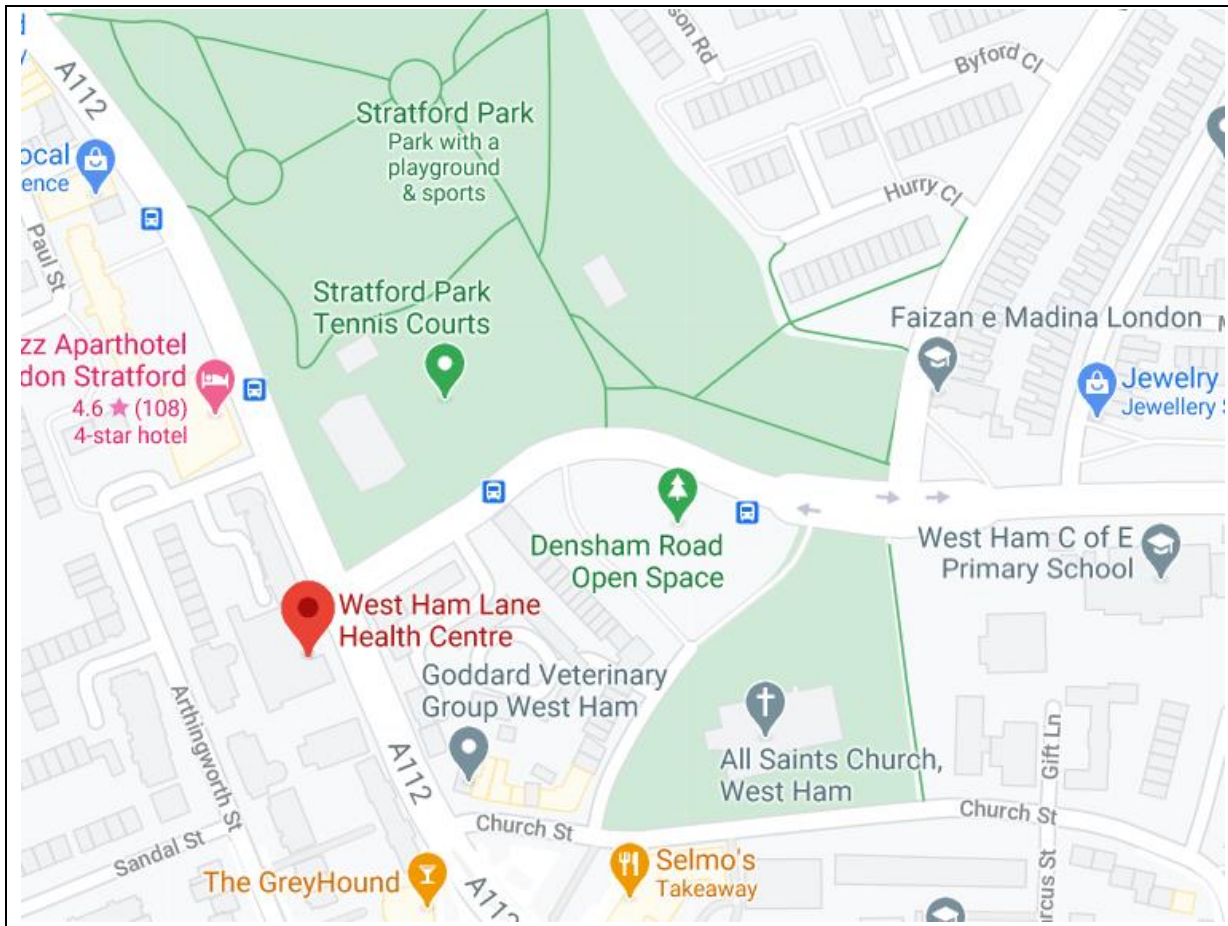 A112
Stratford Park
Park with a
playground
& sports
son Rd
Byford Cl
Hurry Cl
ocal
ence
Paul St
Stratford Park
Tennis Courts
zz Aparthotel
don Stratford
4.6 ★ (108)
4-star hotel
Faizan e Madina London
Jewelry
Jewellery S
Densham Road
Open Space
West Ham C of E
Primary School
West Ham Lane
Health Centre
Goddard Veterinary
Group West Ham
All Saints Church,
West Ham
Gift Ln
Arthingworth St
A112
Church St
Church St
Sandal St
The GreyHound
A112
Selmo's
Takeaway
arcus St